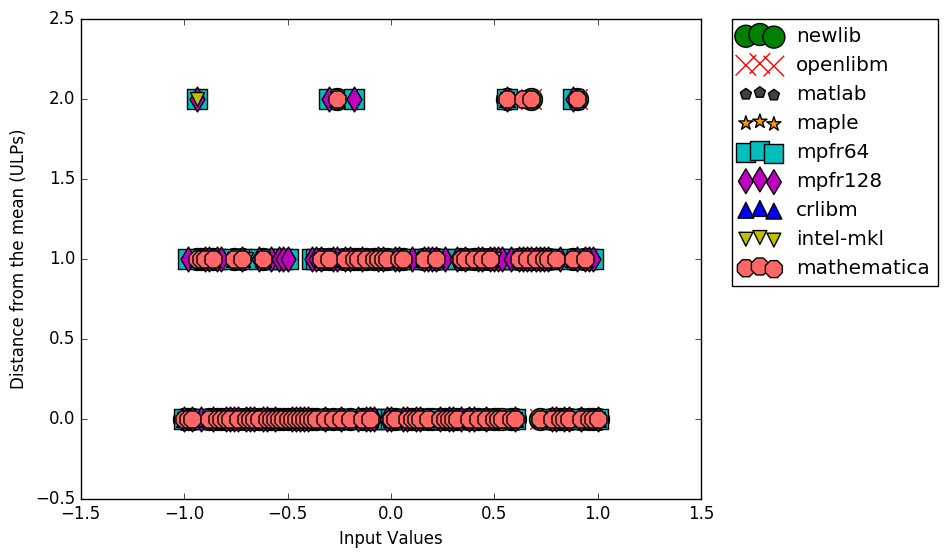 2.5
2.0
1.5
1.0
0.5
0.0
−0.5
−1.5
−1.0
−0.5
0.0
0.5
1.0
1.5
Distance from the mean (ULPs)
Input Values
newlib
openlibm
matlab
maple
mpfr64
mpfr128
crlibm
intel-mkl
mathematica